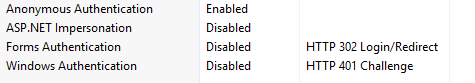 Anonymous Authentication Enabled
ASP.NET Impersonation Disabled
Forms Authentication Disabled HTTP 302 Login/Redirect
Windows Authentication Disabled HTTP 401 Challenge